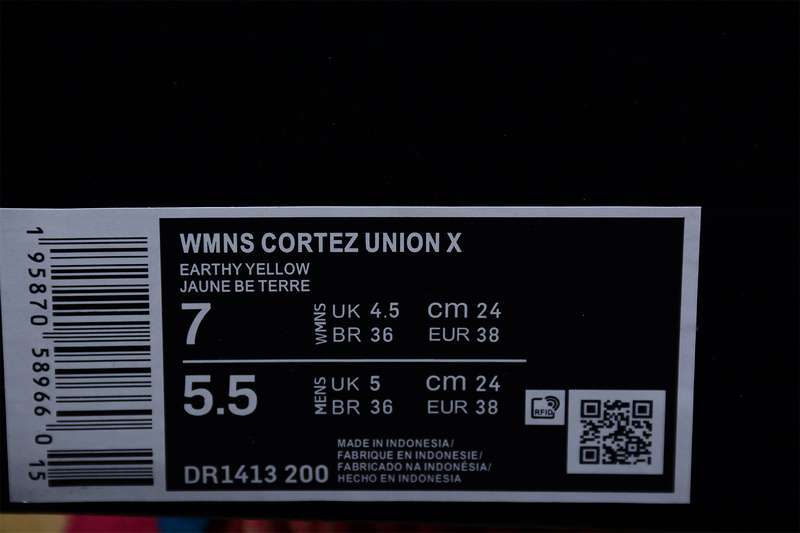 WMNS CORTEZ UNION X
EARTHY YELLOW
JAUNE BE TERRE
7
WMNS
UK 4.5 cm 24
BR 36 EUR 38
5.5
MENS
UK 5 cm 24
BR 36 EUR 38
RFID
MADE IN INDONESIA/
FABRIQUE EN INDONESIE/
FABRICADO NA INDONÉSIA/
HECHO EN INDONESIA
DR1413 200
1 95870 58966 0 15